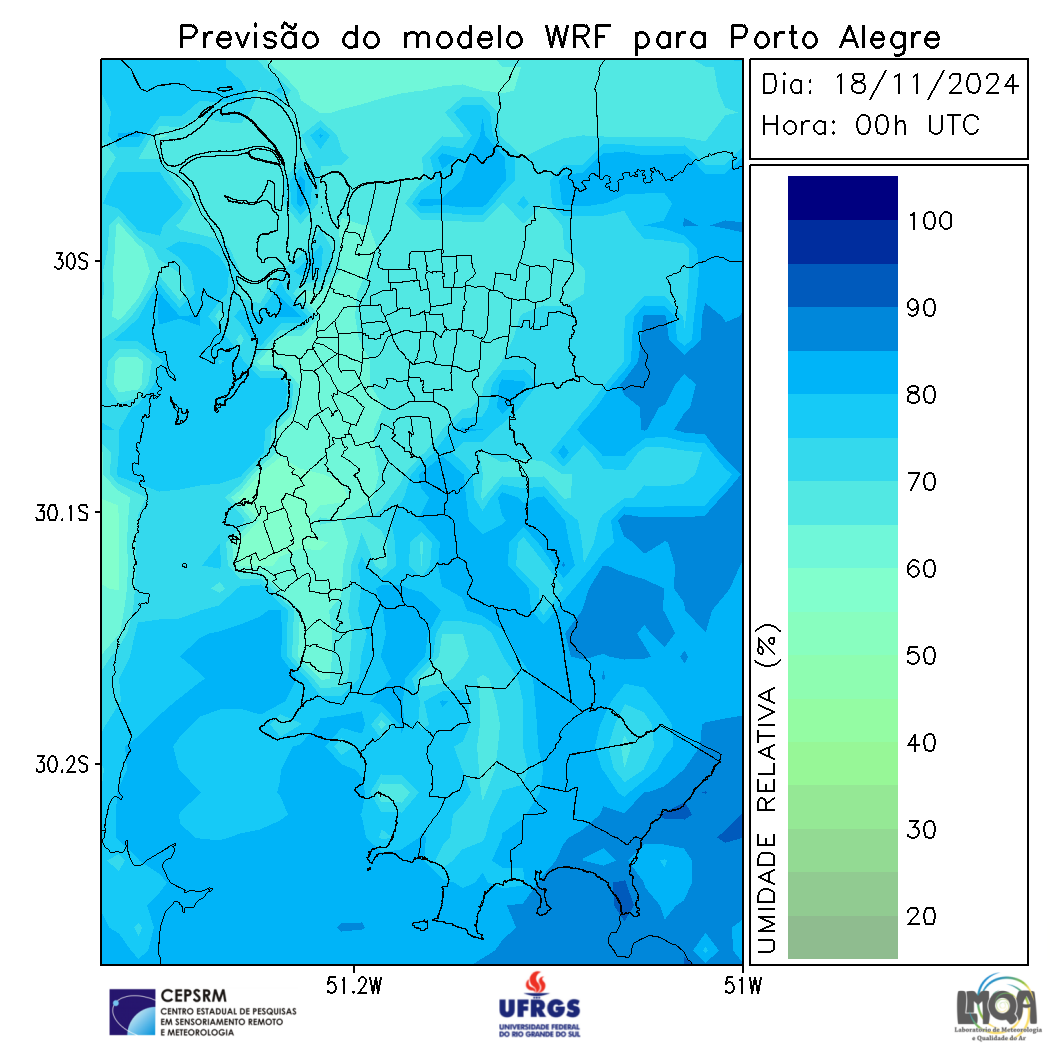 Previsão do modelo WRF para Porto Alegre
Dia: 18/11/2024
Hora: 00h UTC
100
90
80
70
60
50
40
30
20
UMIDADE RELATIVA (%)
30S
30.1S
30.2S
51.2W
51W
CEPSRM
CENTRO ESTADUAL DE PESQUISAS
EM SENSORIAMENTO REMOTO
E METEOROLOGIA
UFRGS
UNIVERSIDADE FEDERAL
DO RIO GRANDE DO SUL
LMQA
Laboratório de Meteorologia
e Qualidade do Ar